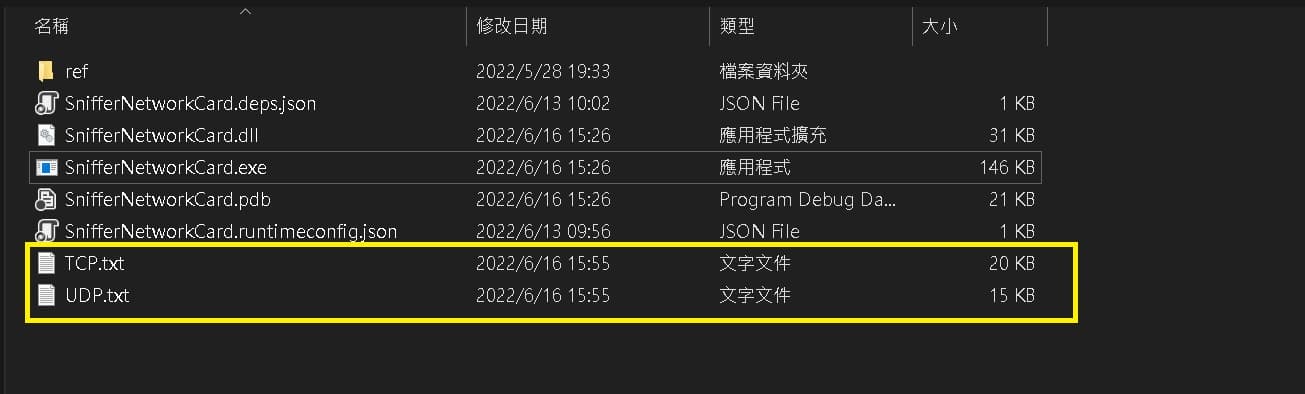 名稱 修改日期 類型 大小
ref 2022/5/28 19:33 檔案資料夾
SnifferNetworkCard.deps.json 2022/6/13 10:02 JSON File 1 KB
SnifferNetworkCard.dll 2022/6/16 15:26 應用程式擴充 31 KB
SnifferNetworkCard.exe 2022/6/16 15:26 應用程式 146 KB
SnifferNetworkCard.pdb 2022/6/16 15:26 Program Debug Da... 21 KB
SnifferNetworkCard.runtimeconfig.json 2022/6/13 09:56 JSON File 1 KB
TCP.txt 2022/6/16 15:55 文字文件 20 KB
UDP.txt 2022/6/16 15:55 文字文件 15 KB